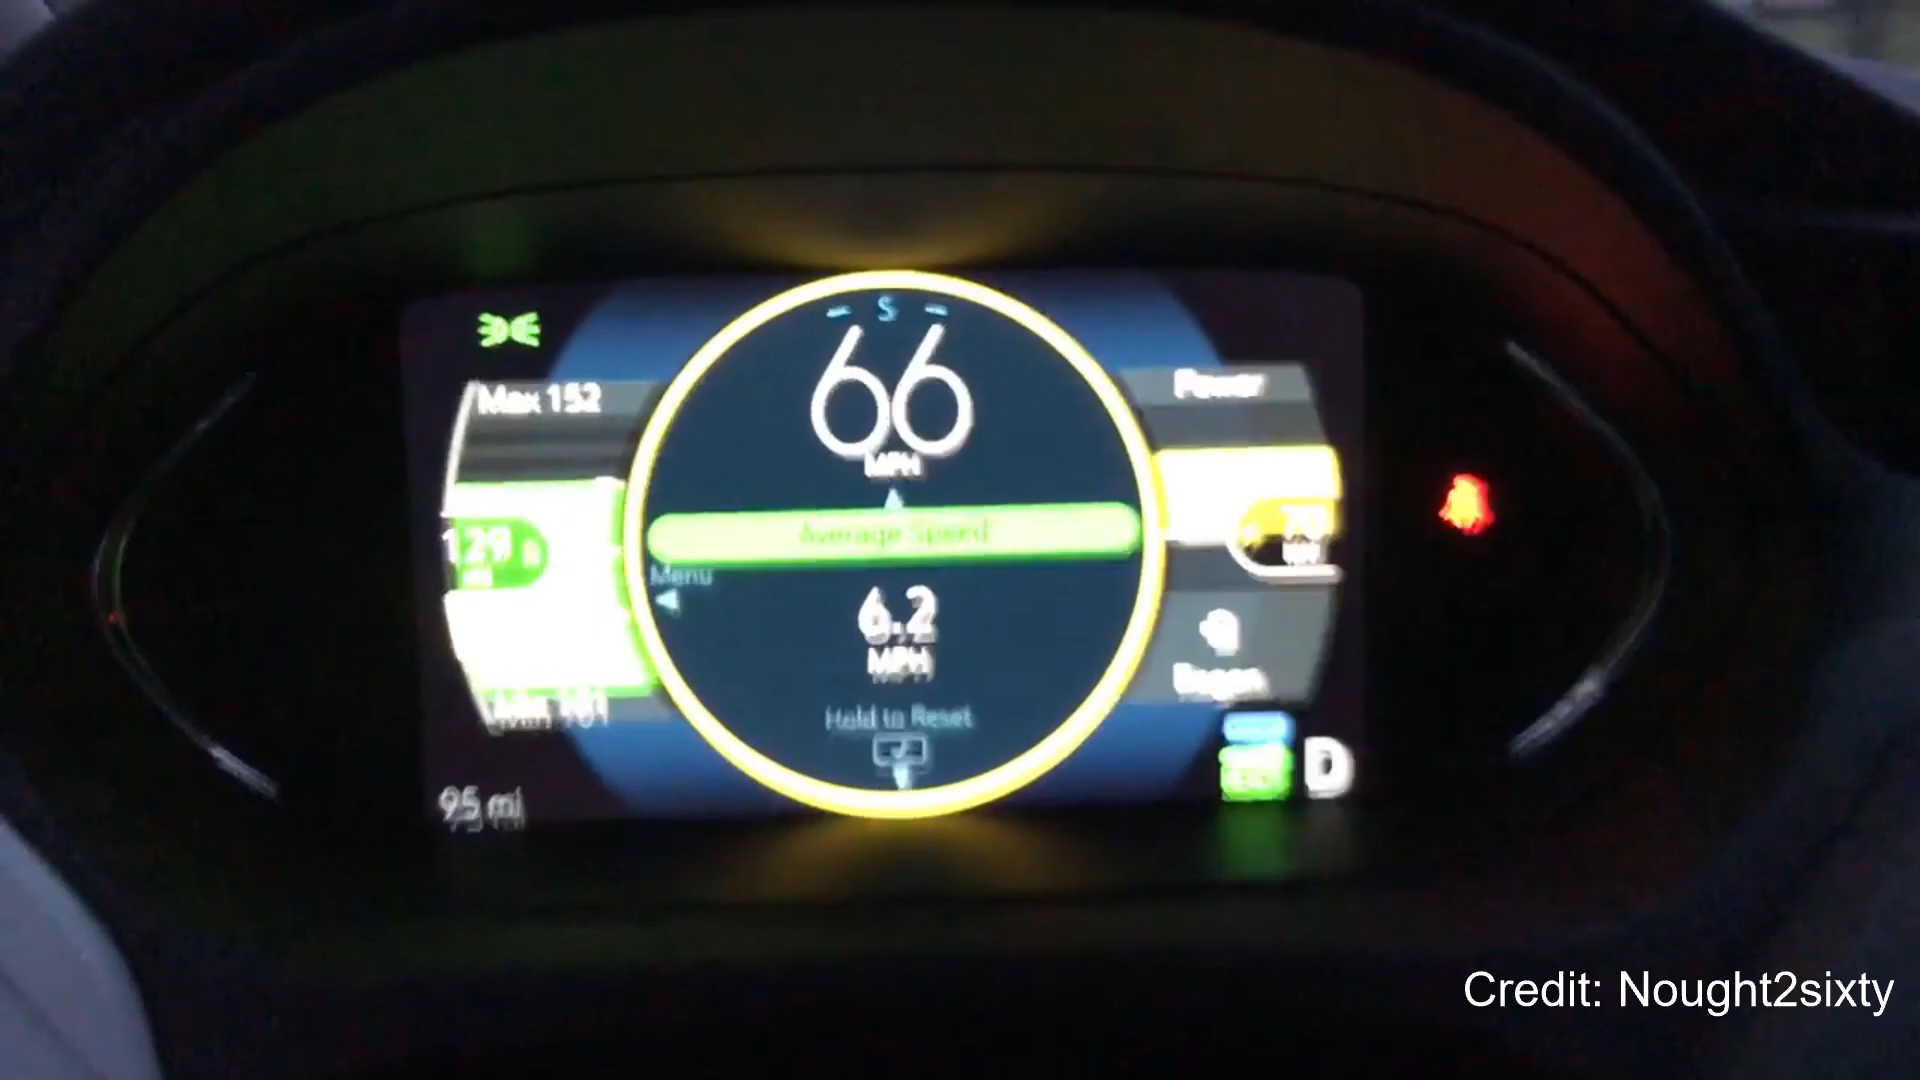 S
66
MPH
Max 152
Power
Average Speed
129
mi
Menu
6.2
MPH
Hold to Reset
95 mi
D
Credit: Nought2sixty